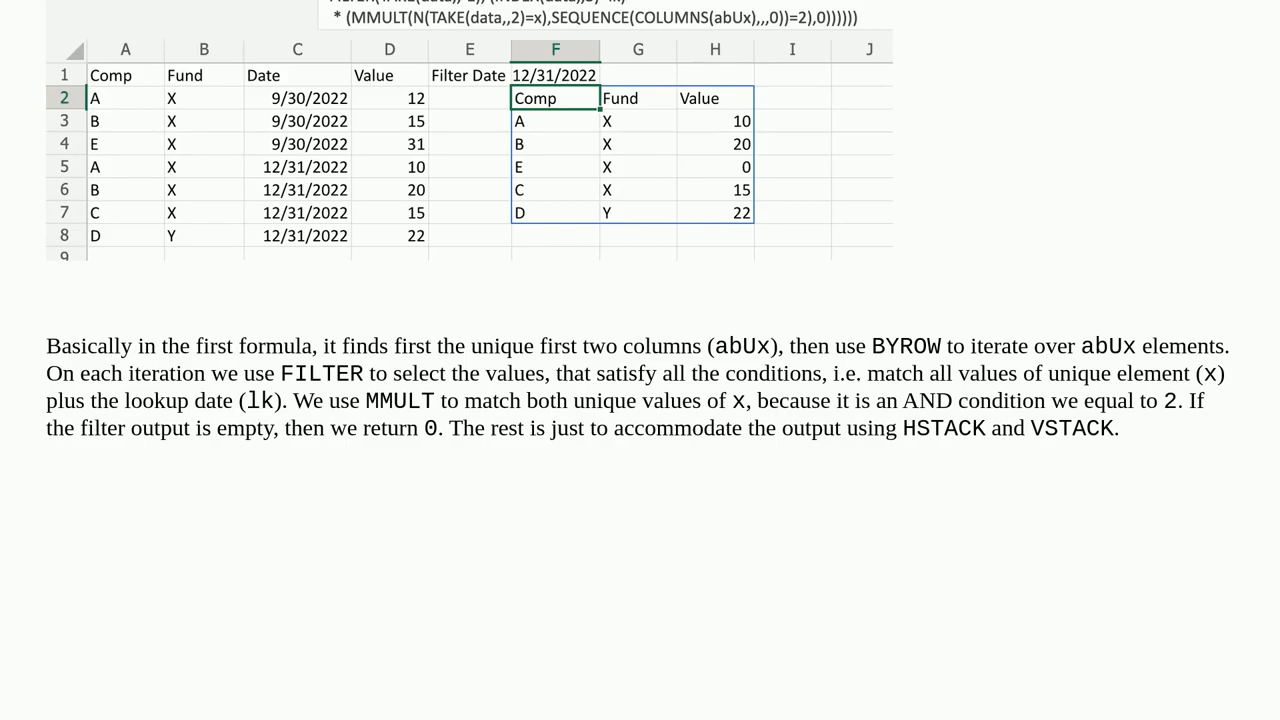 * (MMULT(N(TAKE(data,,2)=x),SEQUENCE(COLUMNS(abUx),,,0))=2),0))))))
A B C D E F G H I J
1 Comp Fund Date Value Filter Date 12/31/2022
2 A X 9/30/2022 12 Comp Fund Value
3 B X 9/30/2022 15 A X 10
4 E X 9/30/2022 31 B X 20
5 A X 12/31/2022 10 E X 0
6 B X 12/31/2022 20 C X 15
7 C X 12/31/2022 15 D Y 22
8 D Y 12/31/2022 22
9
Basically in the first formula, it finds first the unique first two columns (abUx), then use BYROW to iterate over abUx elements.
On each iteration we use FILTER to select the values, that satisfy all the conditions, i.e. match all values of unique element (x)
plus the lookup date (lk). We use MMULT to match both unique values of x, because it is an AND condition we equal to 2. If
the filter output is empty, then we return 0. The rest is just to accommodate the output using HSTACK and VSTACK.